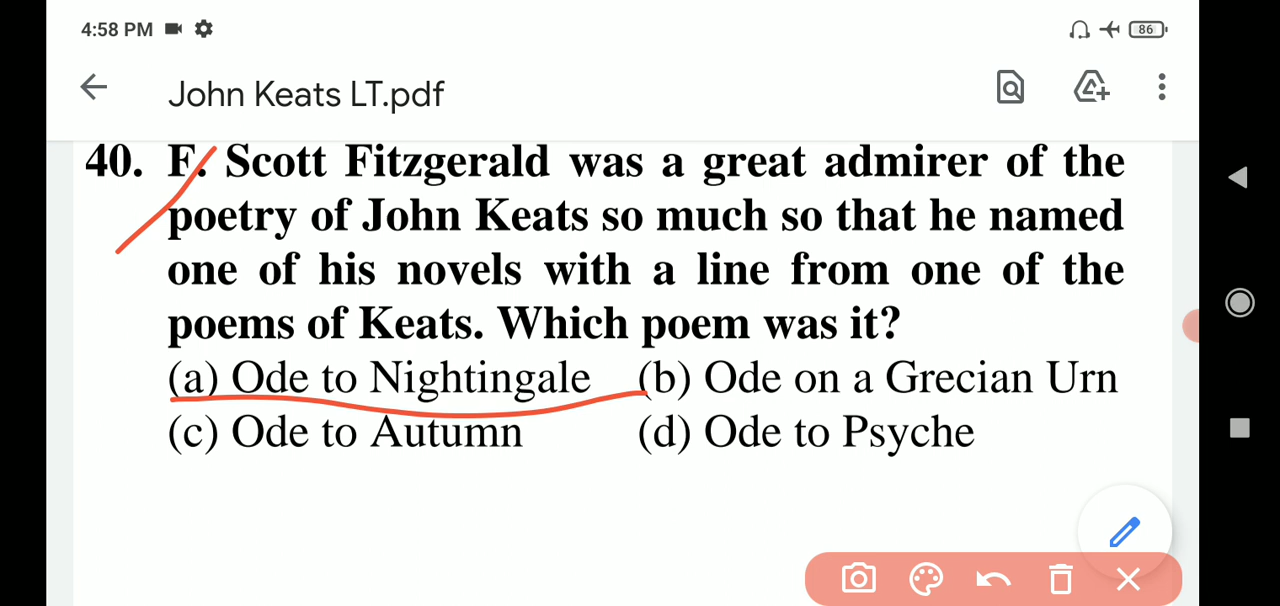 4:58 PM
86
John Keats LT.pdf
40. F. Scott Fitzgerald was a great admirer of the
poetry of John Keats so much so that he named
one of his novels with a line from one of the
poems of Keats. Which poem was it?
(a) Ode to Nightingale (b) Ode on a Grecian Urn
(c) Ode to Autumn (d) Ode to Psyche